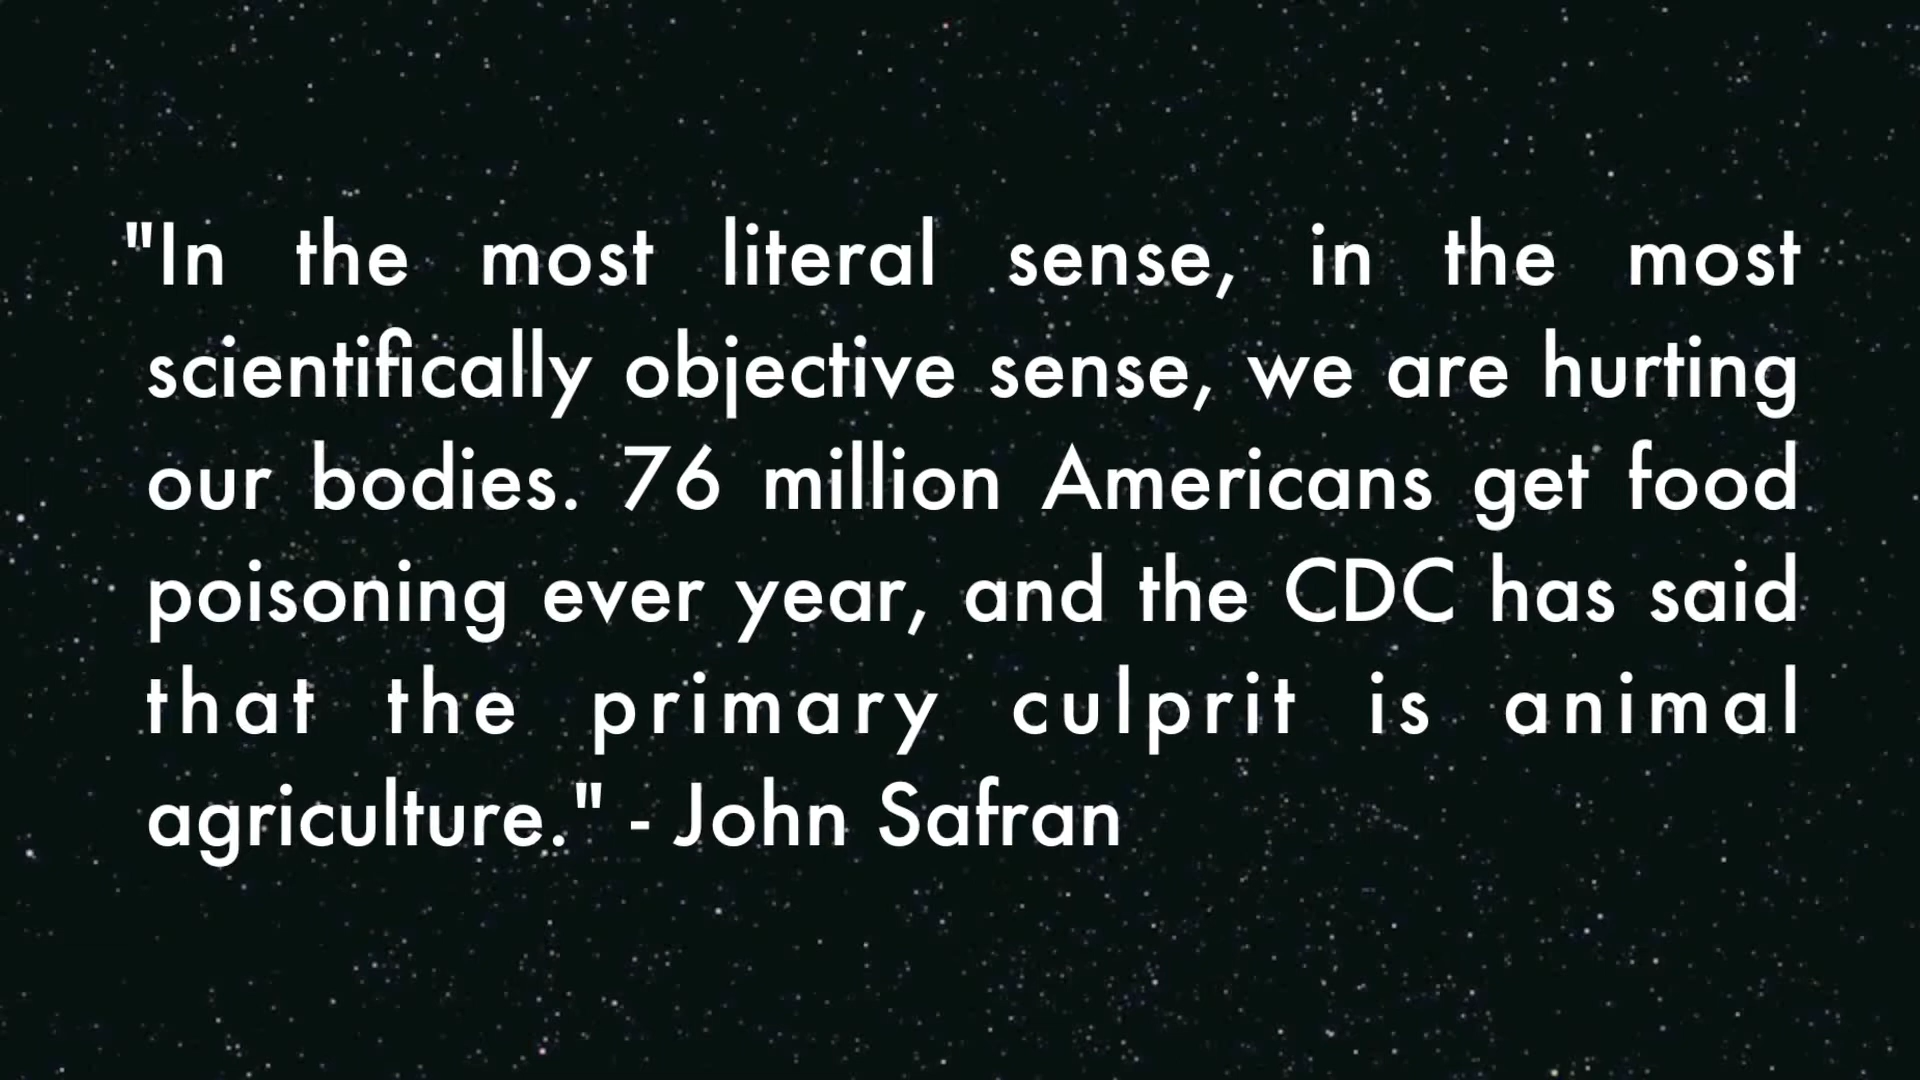 "In the most literal sense, in the most
scientifically objective sense, we are hurting
our bodies. 76 million Americans get food
poisoning ever year, and the CDC has said
that the primary culprit is animal
agriculture." - John Safran